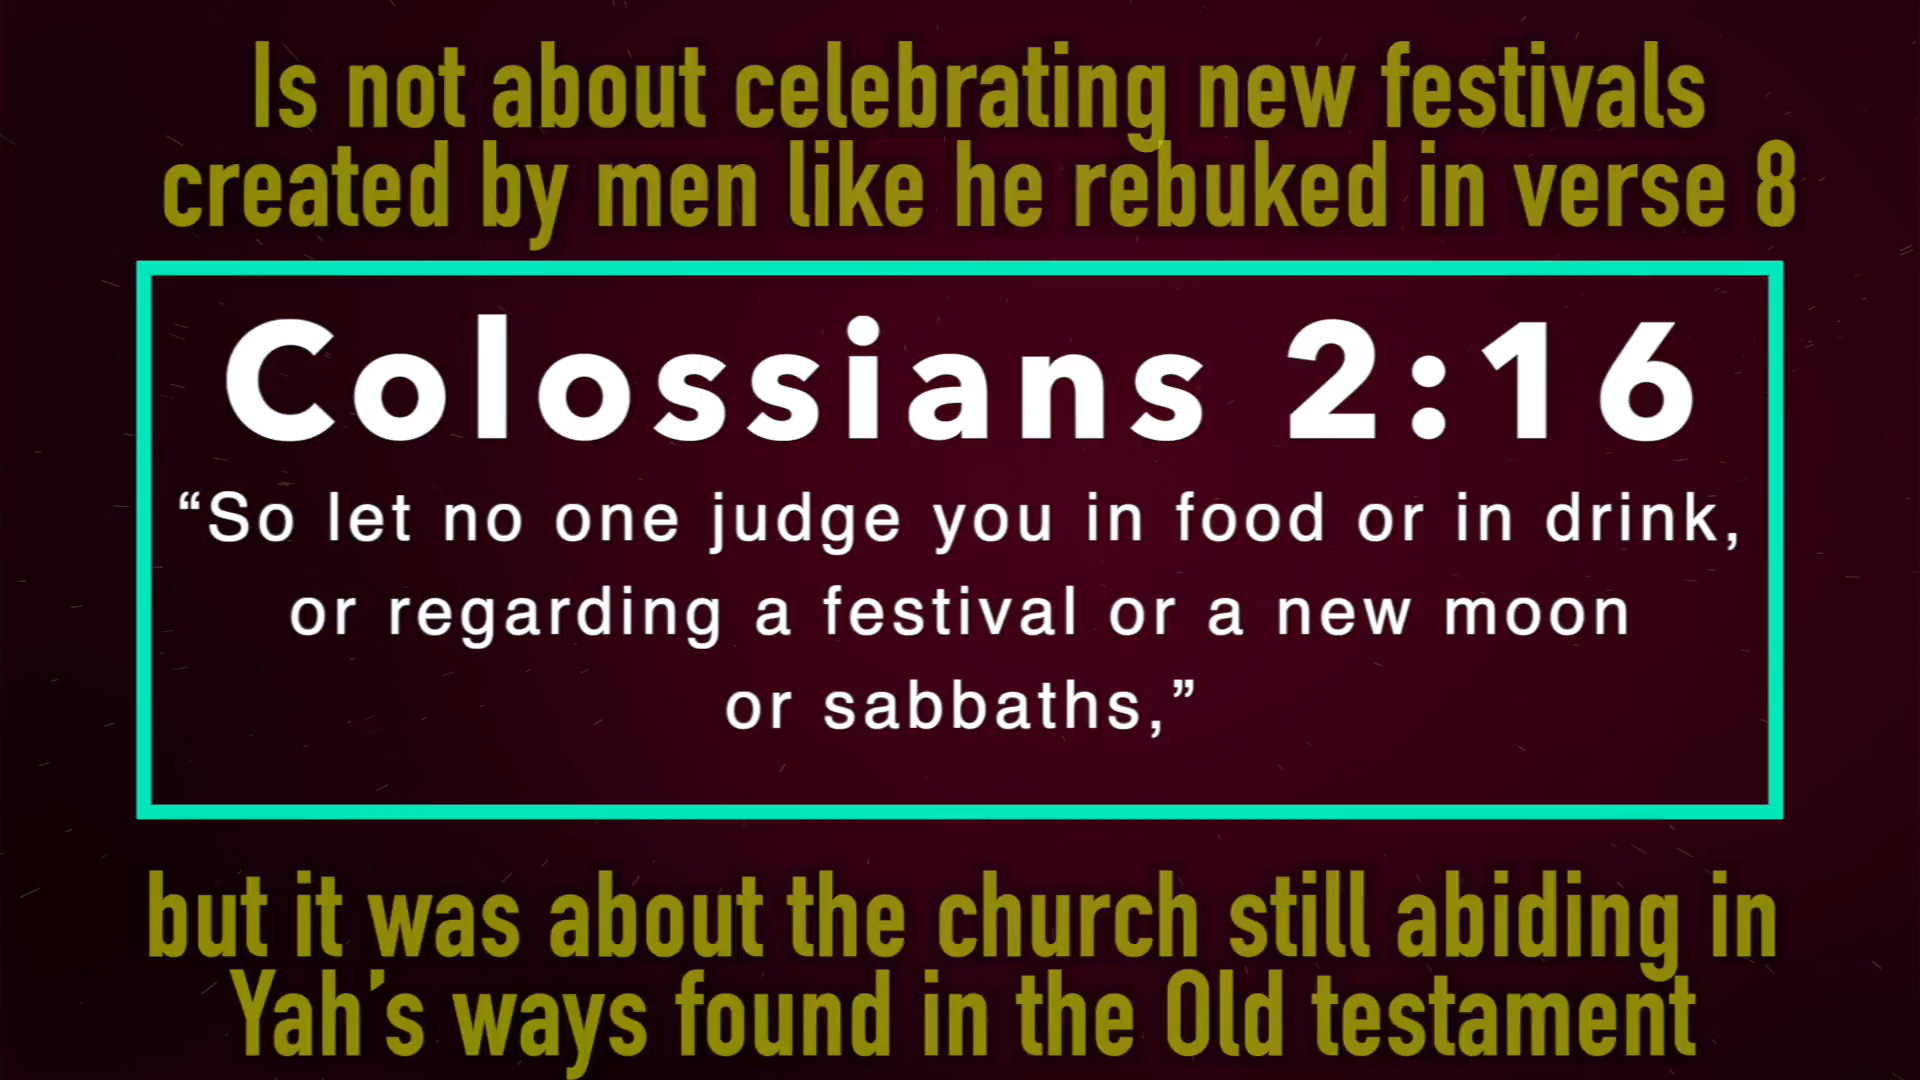 Is not about celebrating new festivals
created by men like he rebuked in verse 8
Colossians 2:16
“So let no one judge you in food or in drink,
or regarding a festival or a new moon
or sabbaths,”
but it was about the church still abiding in
Yah’s ways found in the Old testament